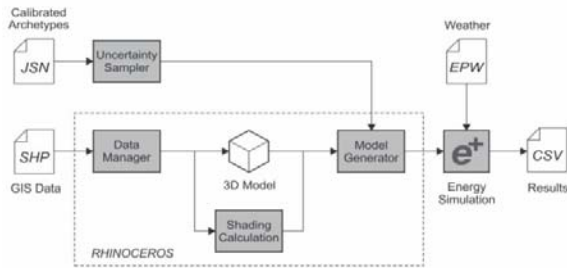 Calibrated
Archetypes
JSN
Uncertainty
Sampler
Weather
EPW
SHP
GIS Data
Data
Manager
3D Model
Shading
Calculation
Model
Generator
e+
Energy
Simulation
CSV
Results
RHINOCEROS